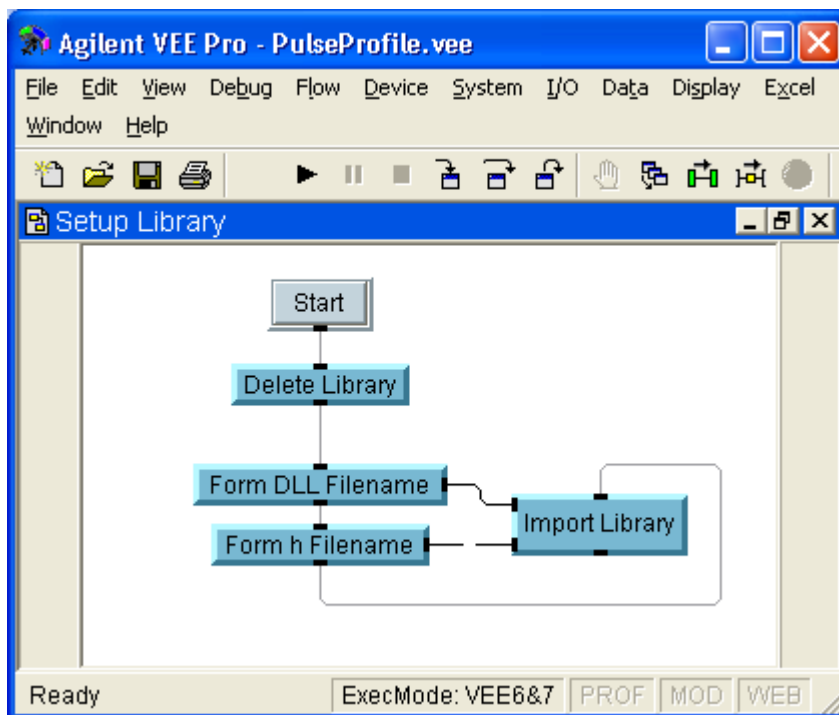 Agilent VEE Pro - PulseProfile.vee
File Edit View Debug Flow Device System I/O Data Display Excel
Window Help
Setup Library
Start
Delete Library
Form DLL Filename
Import Library
Form h Filename
Ready ExecMode: VEE6&7 PROF MOD WEB